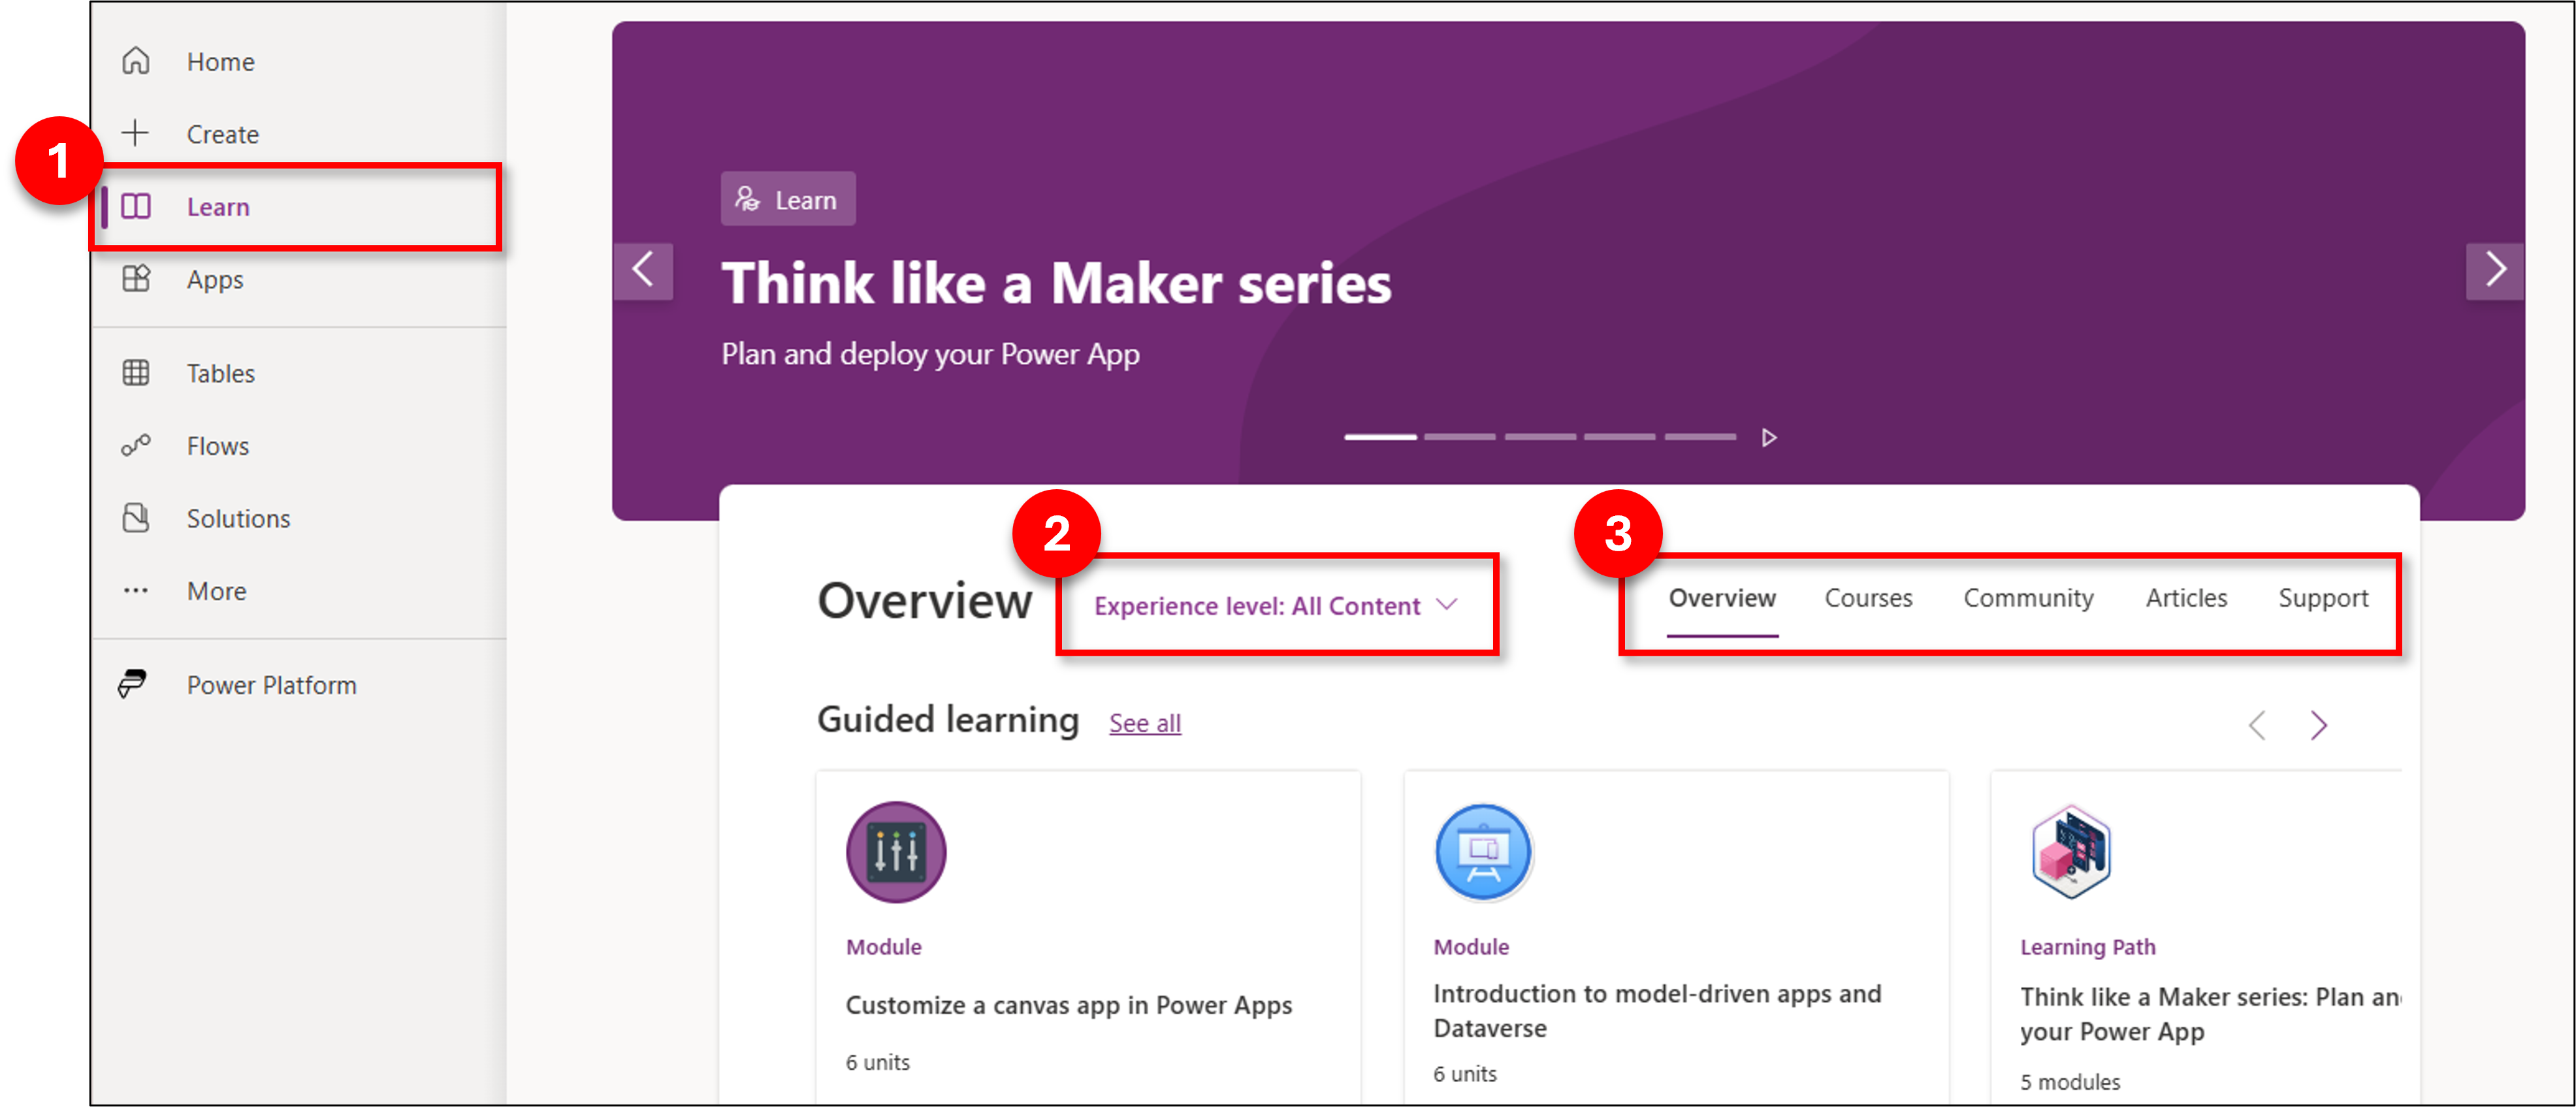 Home
Create
1
Learn
Apps
Tables
Flows
Solutions
More
Power Platform
Learn
Think like a Maker series
Plan and deploy your Power App
2
3
Overview
Experience level: All Content
Overview Courses Community Articles Support
Guided learning See all
Module
Customize a canvas app in Power Apps
6 units
Module
Introduction to model-driven apps and
Dataverse
6 units
Learning Path
Think like a Maker series: Plan an
your Power App
5 modules